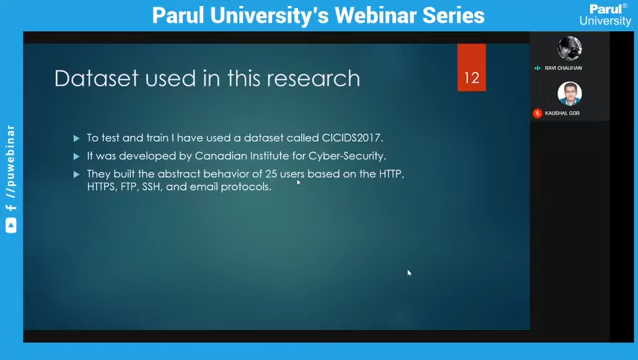 Parul University's Webinar Series
Parul®
University
Dataset used in this research
12
To test and train I have used a dataset called CICIDS2017.
It was developed by Canadian Institute for Cyber-Security.
They built the abstract behavior of 25 users based on the HTTP,
HTTPS, FTP, SSH, and email protocols.
RAVI CHAUHAN
KAUSHAL GOR
/puwebinar